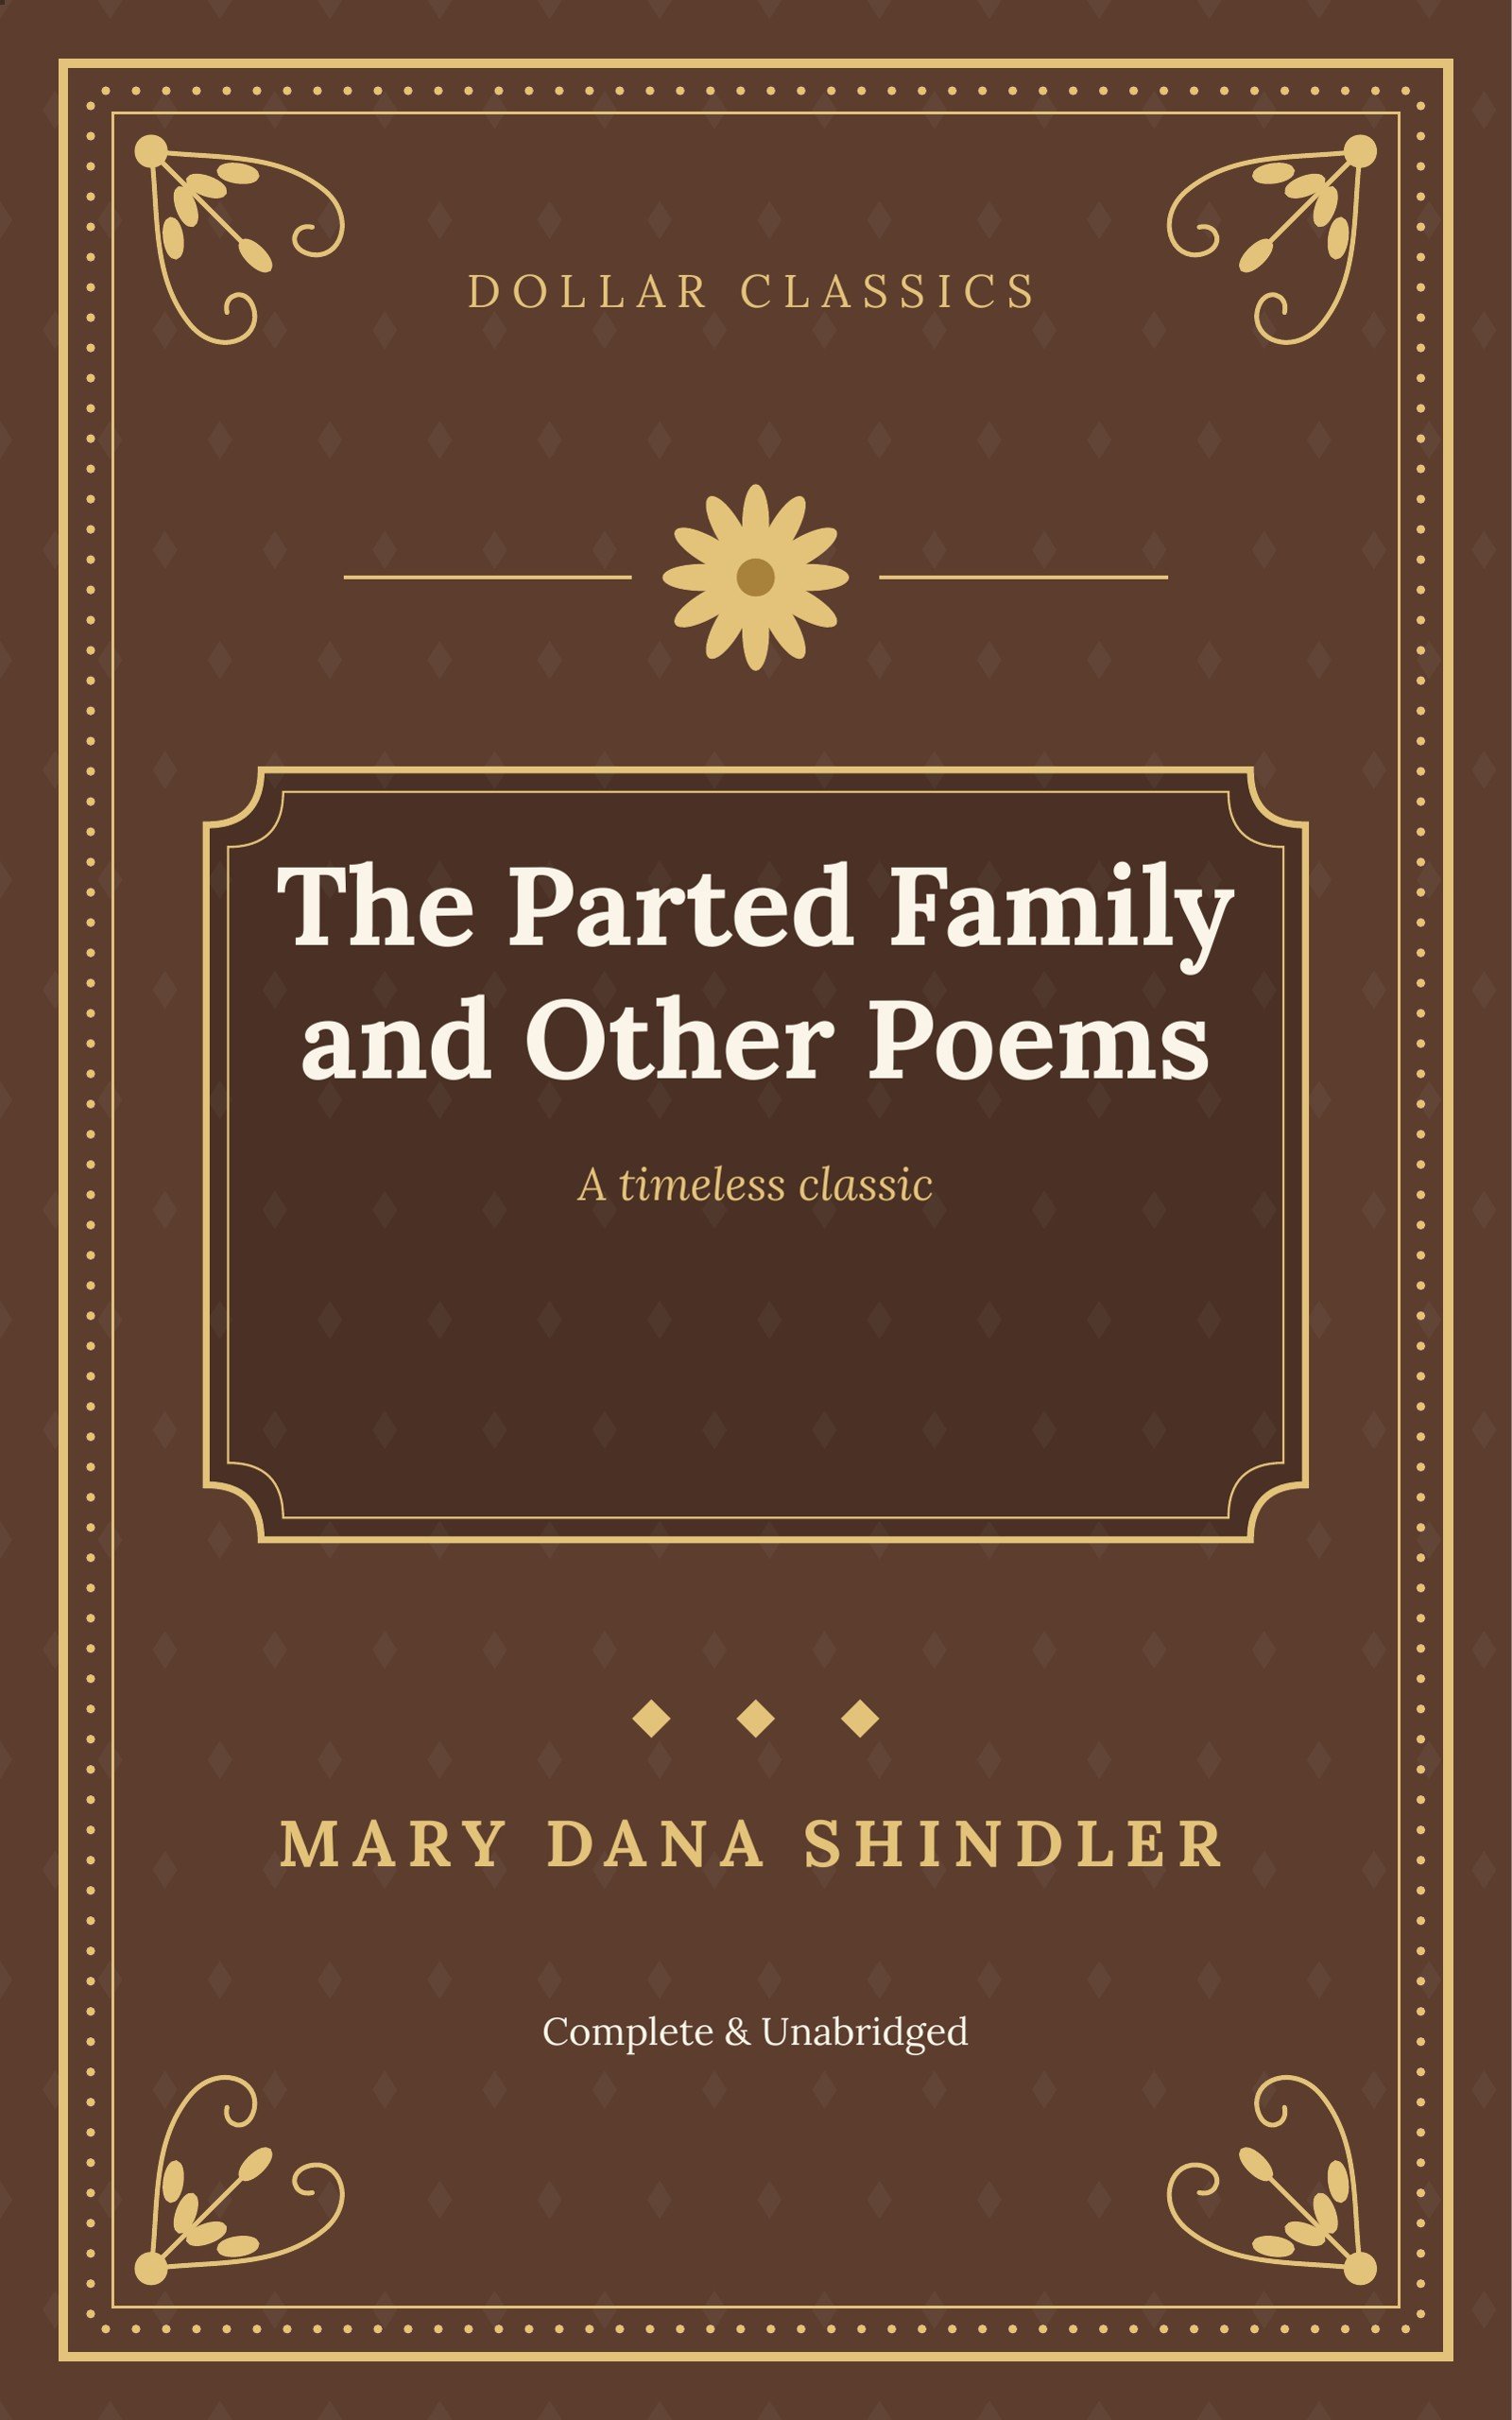 DOLLAR CLASSICS
The Parted Family
and Other Poems
A timeless classic
MARY DANA SHINDLER
Complete & Unabridged